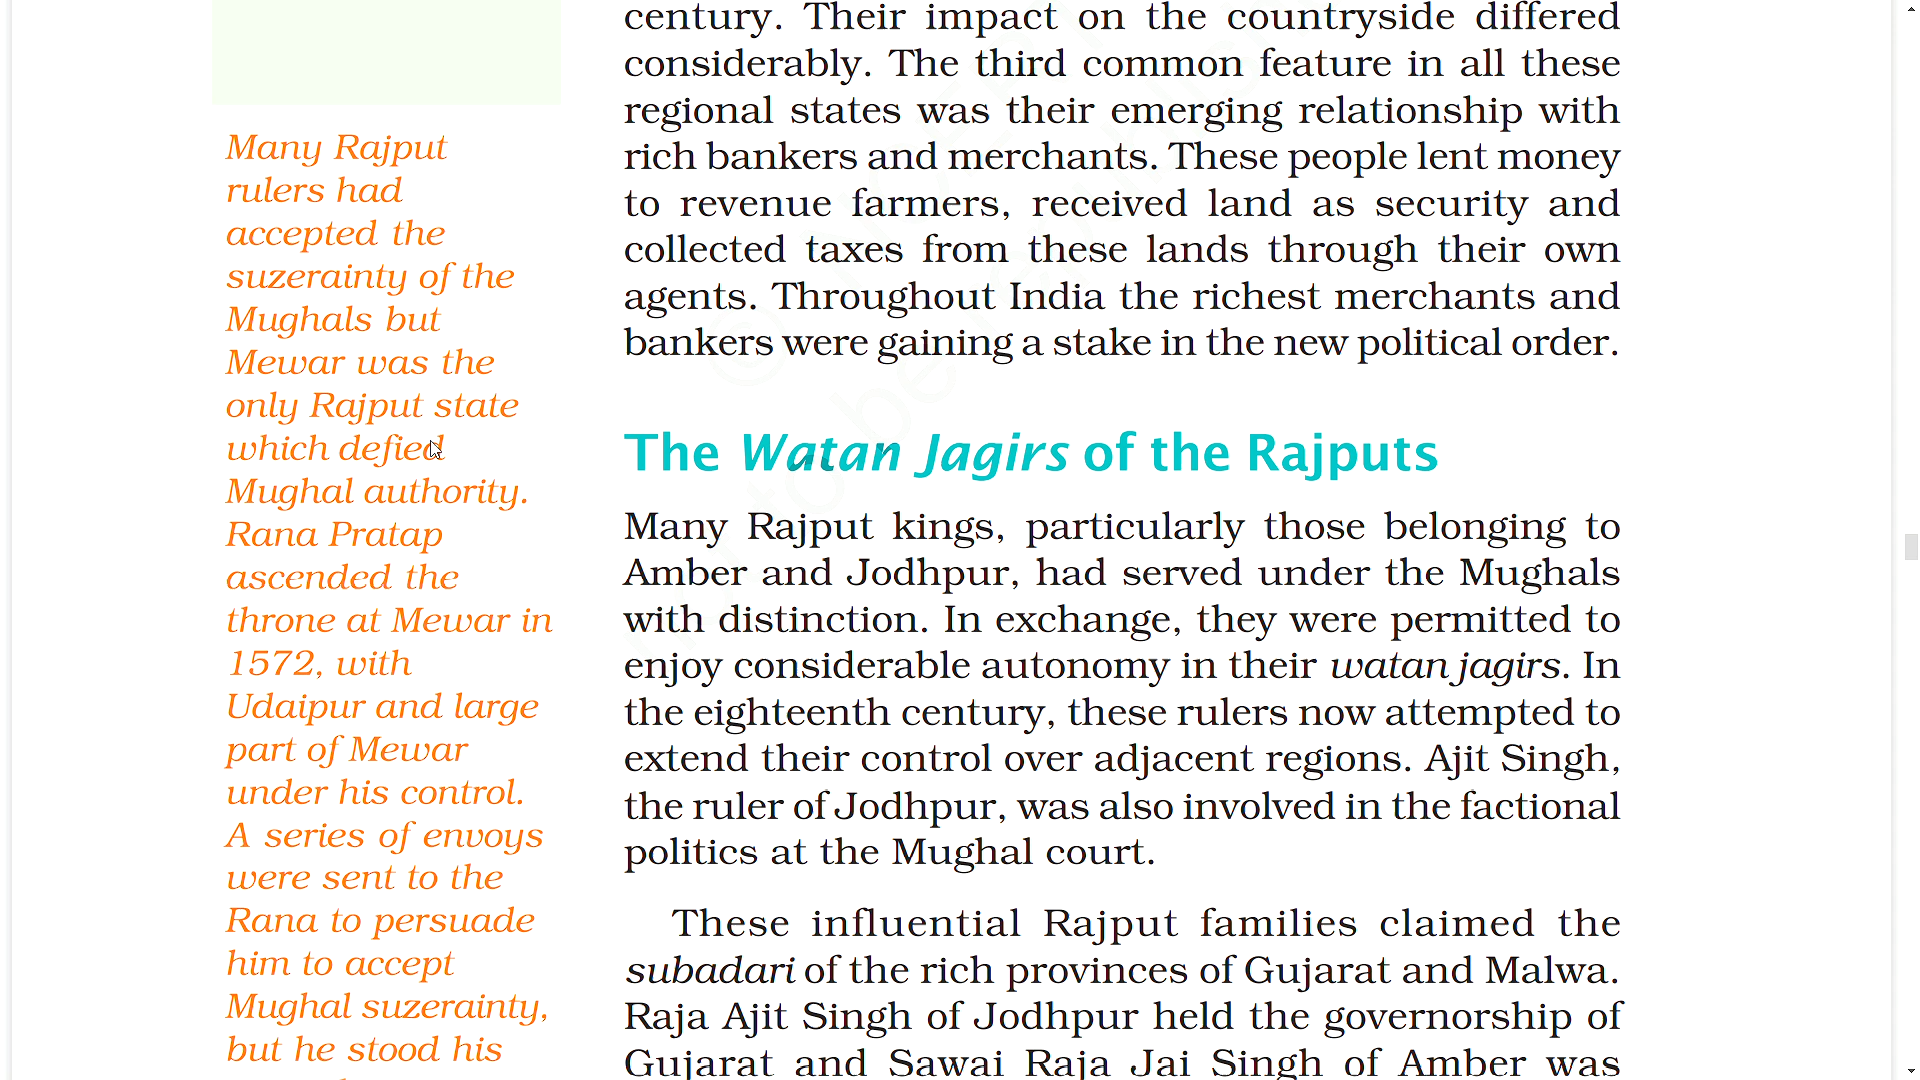 Many Rajput
rulers had
accepted the
suzerainty of the
Mughals but
Mewar was the
only Rajput state
which defied
Mughal authority.
Rana Pratap
ascended the
throne at Mewar in
1572, with
Udaipur and large
part of Mewar
under his control.
A series of envoys
were sent to the
Rana to persuade
him to accept
Mughal suzerainty,
but he stood his
century. Their impact on the countryside differed
considerably. The third common feature in all these
regional states was their emerging relationship with
rich bankers and merchants. These people lent money
to revenue farmers, received land as security and
collected taxes from these lands through their own
agents. Throughout India the richest merchants and
bankers were gaining a stake in the new political order.
The Watan Jagirs of the Rajputs
Many Rajput kings, particularly those belonging to
Amber and Jodhpur, had served under the Mughals
with distinction. In exchange, they were permitted to
enjoy considerable autonomy in their watan jagirs. In
the eighteenth century, these rulers now attempted to
extend their control over adjacent regions. Ajit Singh,
the ruler of Jodhpur, was also involved in the factional
politics at the Mughal court.
These influential Rajput families claimed the
subadari of the rich provinces of Gujarat and Malwa.
Raja Ajit Singh of Jodhpur held the governorship of
Gujarat and Sawai Raja Jai Singh of Amber was